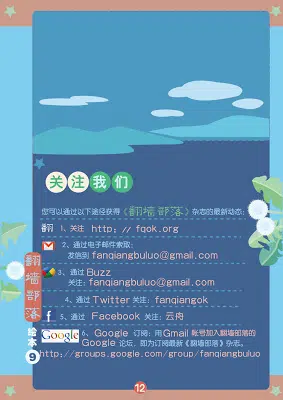 关注我们
您可以通过以下途径获得《翻墙部落》杂志的最新动态:
翻 1、关注 http://fqok.org
2、通过电子邮件索取:
发信到 fanqiangbuluo@gmail.com
3、通过 Buzz
关注:fanqiangbuluo@gmail.com
4、通过 Twitter 关注:fanqiangok
5、通过 Facebook 关注:云舟
Google 6、Google 订阅:用Gmail 帐号加入翻墙部落的
Google 论坛,即为订阅最新《翻墙部落》杂志。
http://groups.google.com/group/fanqiangbuluo
翻墙部落
绘本
9
12